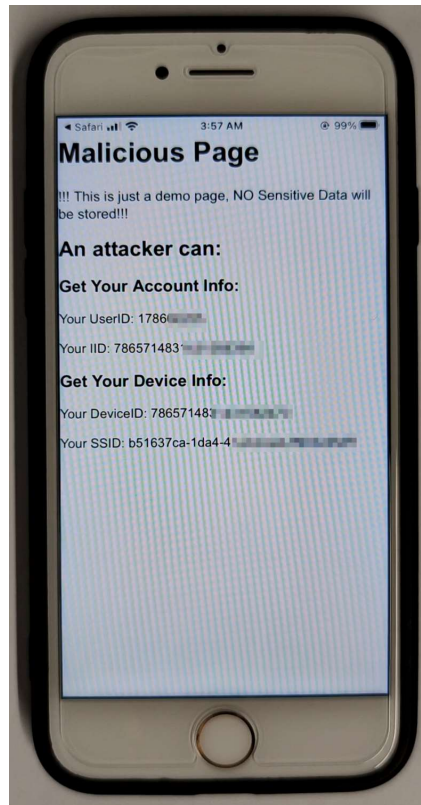 Safari 3:57 AM 99%
Malicious Page
!!! This is just a demo page, NO Sensitive Data will
be stored!!!
An attacker can:
Get Your Account Info:
Your UserID: 1786
Your IID: 786571483
Get Your Device Info:
Your DeviceID: 78657148
Your SSID: b51637ca-1da4-4